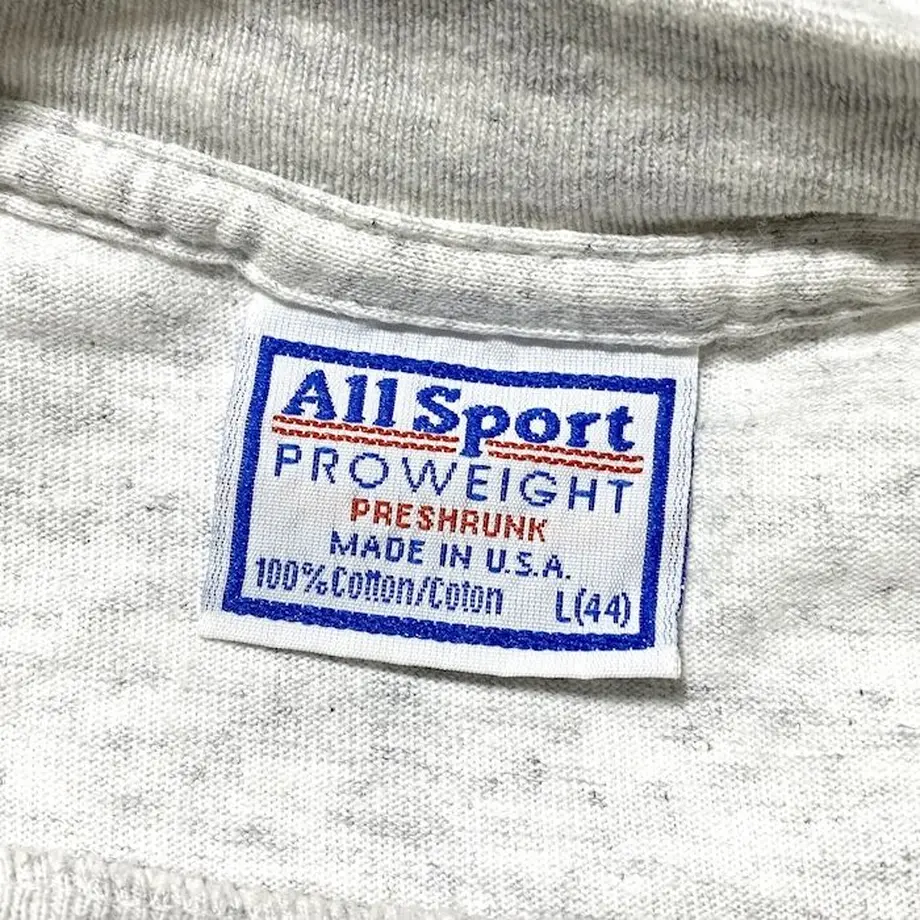 All Sport
PROWEIGHT
PRESHRUNK
MADE IN U.S.A.
100% Cotton/Coton L(44)